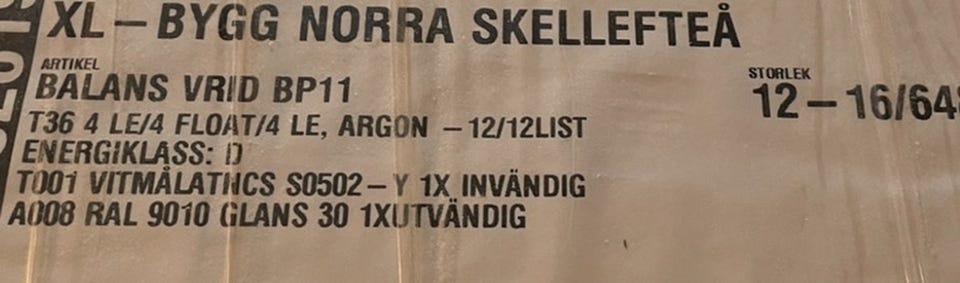 XL – BYGG NORRA SKELLEFTEÅ
ARTIKEL
BALANS VRID BP11
STORLEK
12 – 16/648
T36 4 LE/4 FLOAT/4 LE, ARGON – 12/12LIST
ENERGIKLASS: D
T001 VITMÅLATNCS S0502 – Y 1X INVÄNDIG
A008 RAL 9010 GLANS 30 1XUTVÄNDIG